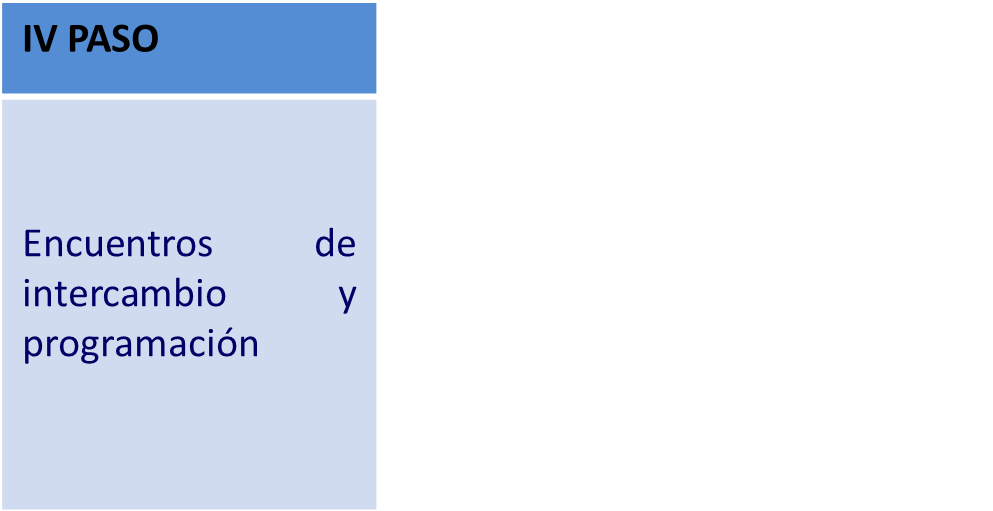 IV PASO
Encuentros de
intercambio y
programación